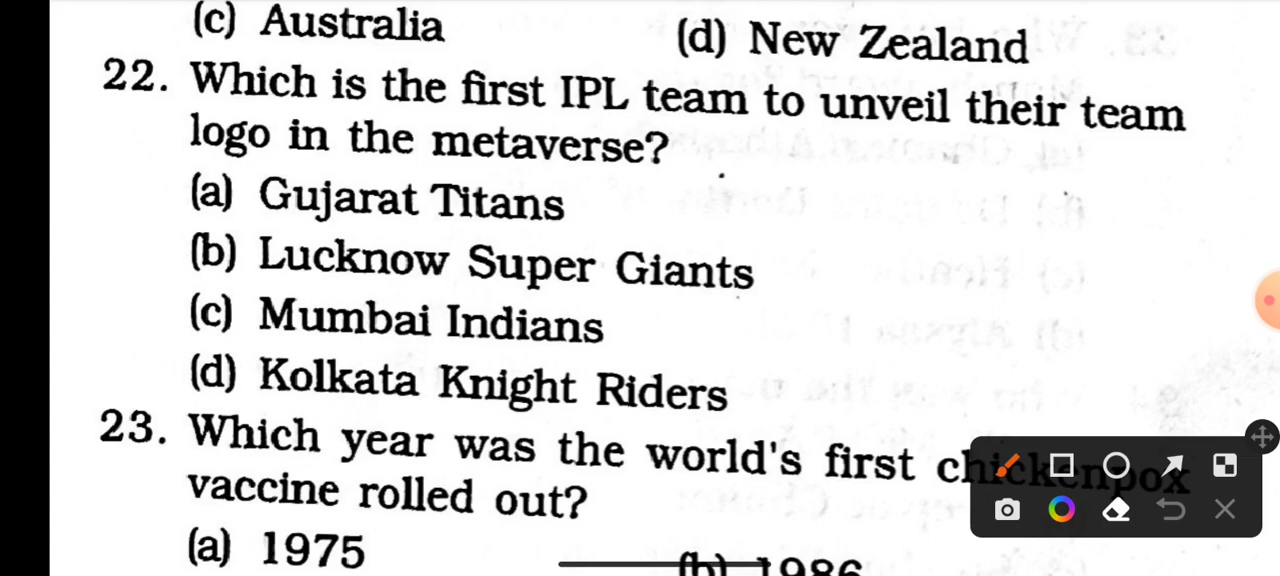 (c) Australia (d) New Zealand
22. Which is the first IPL team to unveil their team
logo in the metaverse?
(a) Gujarat Titans
(b) Lucknow Super Giants
(c) Mumbai Indians
(d) Kolkata Knight Riders
23. Which year was the world's first chickenpox
vaccine rolled out?
(a) 1975 (b) 1986